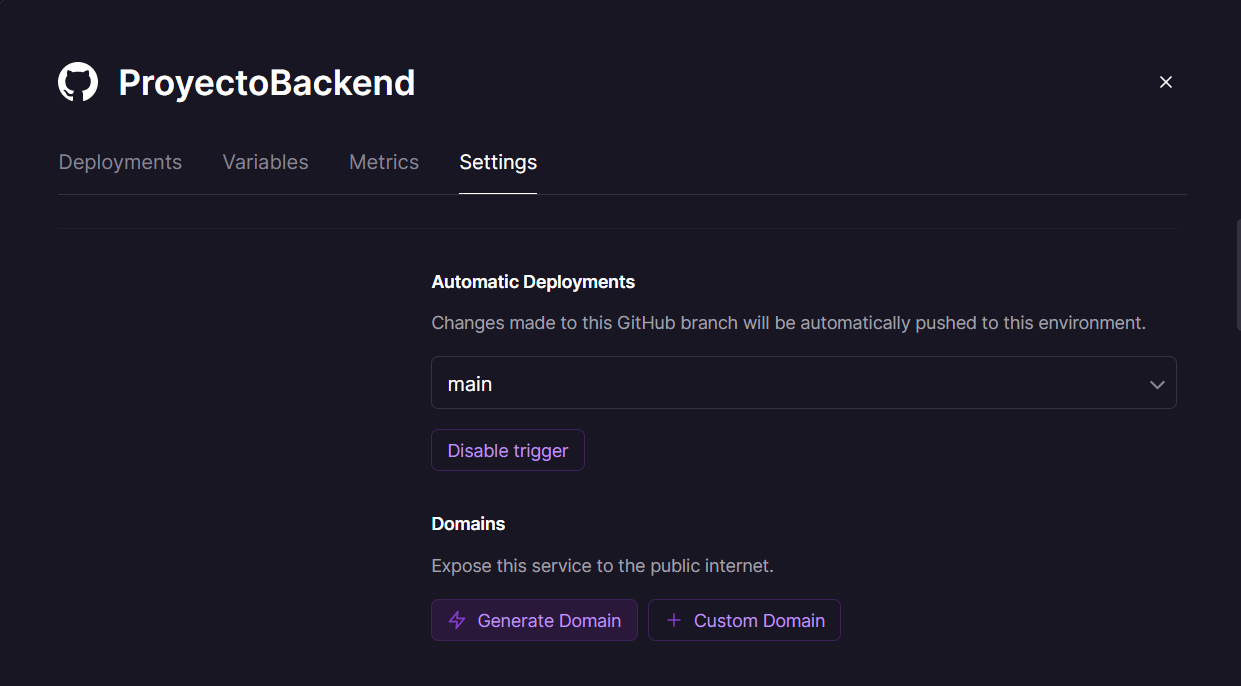 ProyectoBackend
Deployments Variables Metrics Settings
Automatic Deployments
Changes made to this GitHub branch will be automatically pushed to this environment.
main
Disable trigger
Domains
Expose this service to the public internet.
Generate Domain Custom Domain